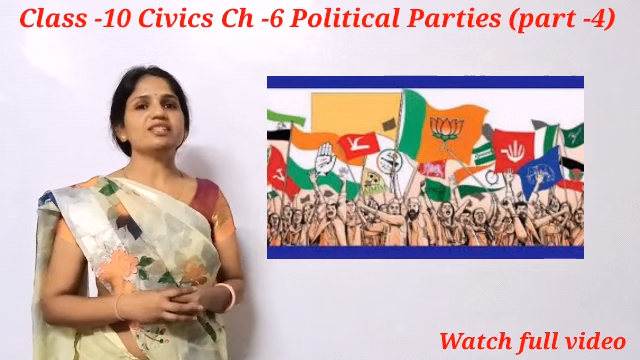 Class -10 Civics Ch -6 Political Parties (part -4)
Watch full video